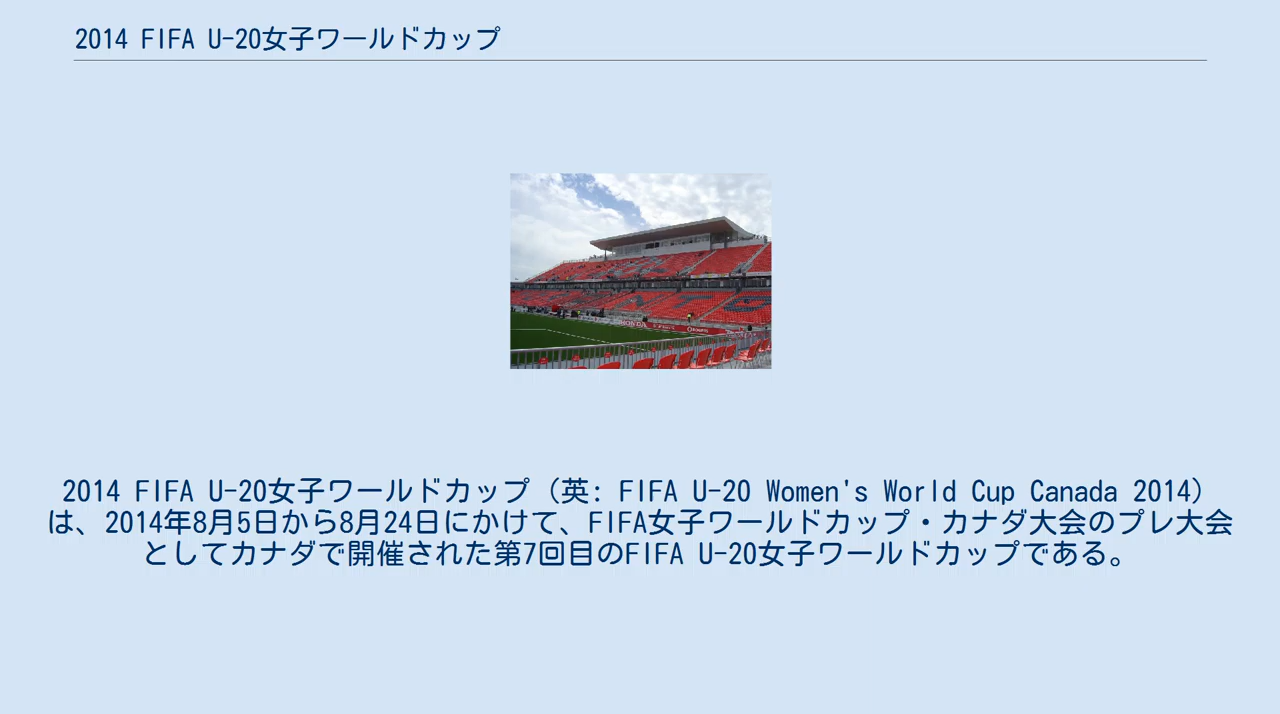 2014 FIFA U-20女子ワールドカップ
HONDA
2014 FIFA U-20女子ワールドカップ（英: FIFA U-20 Women's World Cup Canada 2014）
は、2014年8月5日から8月24日にかけて、FIFA女子ワールドカップ・カナダ大会のプレ大会
としてカナダで開催された第7回目のFIFA U-20女子ワールドカップである。